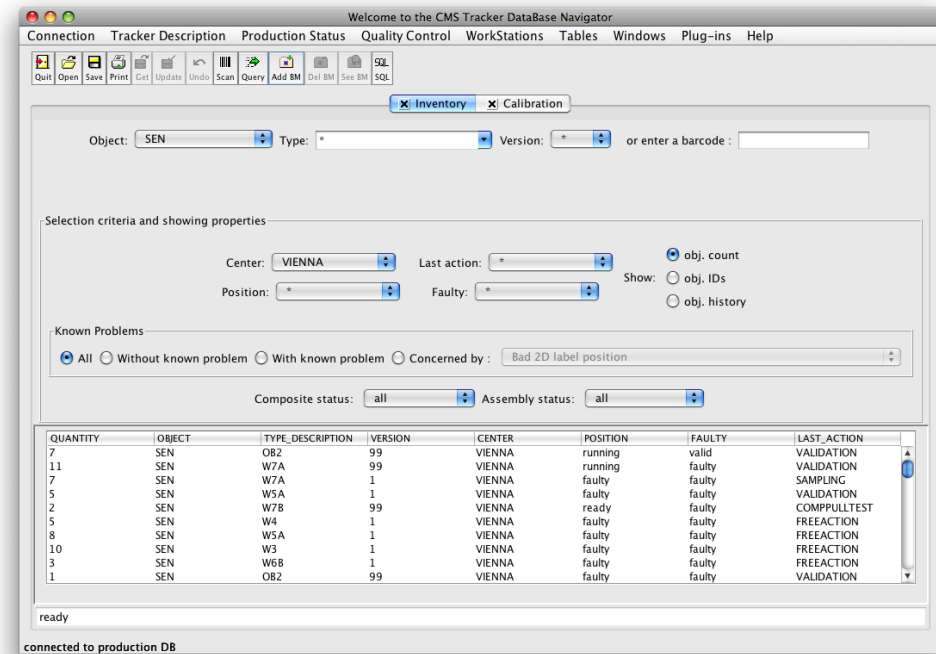 Welcome to the CMS Tracker DataBase Navigator
Connection Tracker Description Production Status Quality Control WorkStations Tables Windows Plug-ins Help
SQL
Quit Open Save Print Get Update Undo Scan Query Add BM Del BM See BM SQL
Inventory Calibration
Object: SEN Type: * Version: * or enter a barcode :
Selection criteria and showing properties
Center: VIENNA Last action: * obj. count
Show: obj. IDs
Position: * Faulty: * obj. history
Known Problems
All Without known problem With known problem Concerned by : Bad 2D label position
Composite status: all Assembly status: all
QUANTITY OBJECT TYPE_DESCRIPTION VERSION CENTER POSITION FAULTY LAST_ACTION
7 SEN OB2 99 VIENNA running valid VALIDATION
11 SEN W7A 99 VIENNA running faulty VALIDATION
7 SEN W7A 1 VIENNA faulty faulty SAMPLING
5 SEN W5A 1 VIENNA faulty faulty VALIDATION
2 SEN W7B 99 VIENNA ready faulty COMPPULLTEST
5 SEN W4 1 VIENNA faulty faulty FREEACTION
8 SEN W5A 1 VIENNA faulty faulty FREEACTION
10 SEN W3 1 VIENNA faulty faulty FREEACTION
3 SEN W6B 1 VIENNA faulty faulty FREEACTION
1 SEN OB2 99 VIENNA faulty faulty VALIDATION
ready
connected to production DB